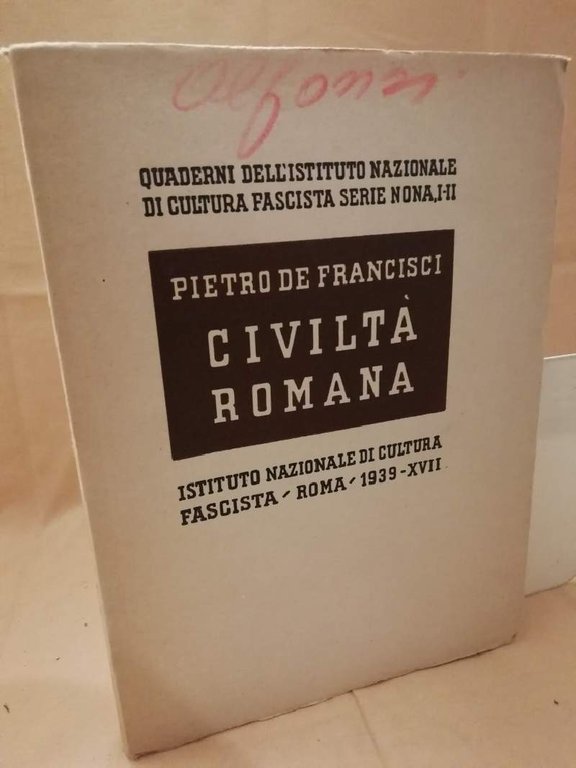 Alfonsi
QUADERNI DELL'ISTITUTO NAZIONALE
DI CULTURA FASCISTA SERIE NONA, I-II
PIETRO DE FRANCISCI
CIVILTÀ
ROMANA
ISTITUTO NAZIONALE DI CULTURA
FASCISTA - ROMA - 1939-XVII